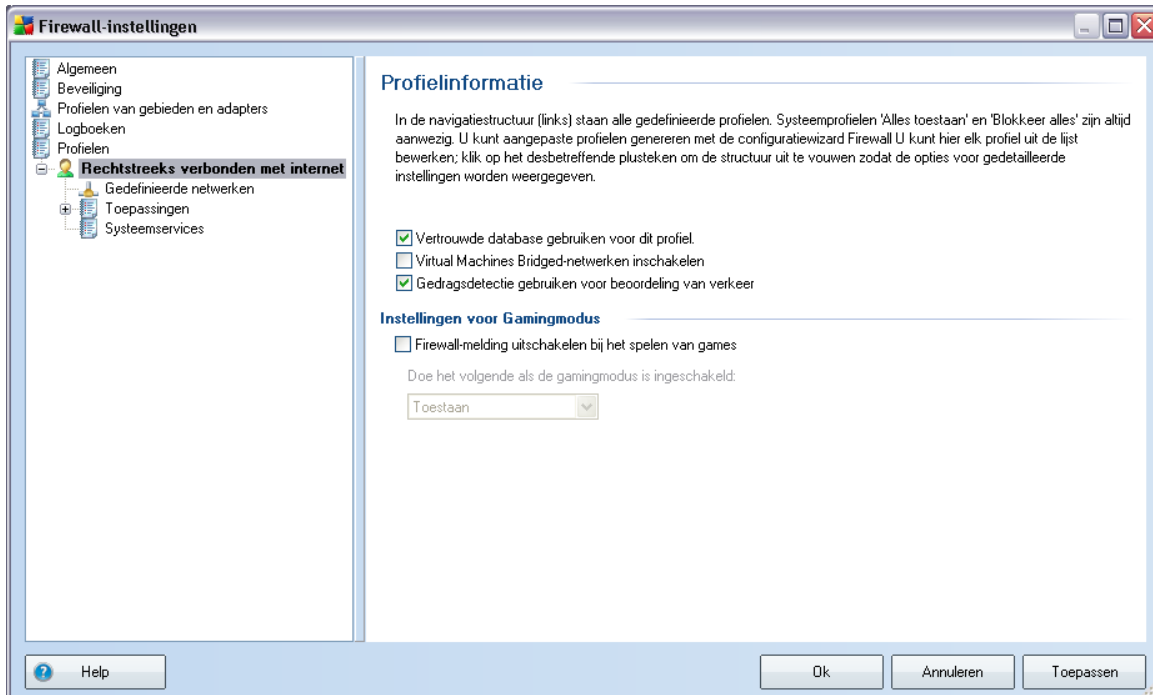 Firewall-instellingen
Algemeen
Beveiliging
Profielen van gebieden en adapters
Logboeken
Profielen
Rechtstreeks verbonden met internet
Gedefinieerde netwerken
Toepassingen
Systeemservices
Profielinformatie
In de navigatiestructuur (links) staan alle gedefinieerde profielen. Systeemprofielen 'Alles toestaan' en 'Blokkeer alles' zijn altijd
aanwezig. U kunt aangepaste profielen genereren met de configuratiewizard Firewall U kunt hier elk profiel uit de lijst
bewerken; klik op het desbetreffende plusteken om de structuur uit te vouwen zodat de opties voor gedetailleerde
instellingen worden weergegeven.
Vertrouwde database gebruiken voor dit profiel.
Virtual Machines Bridged-netwerken inschakelen
Gedragsdetectie gebruiken voor beoordeling van verkeer
Instellingen voor Gamingmodus
Firewall-melding uitschakelen bij het spelen van games
Doe het volgende als de gamingmodus is ingeschakeld:
Toestaan
Help
Ok
Annuleren
Toepassen